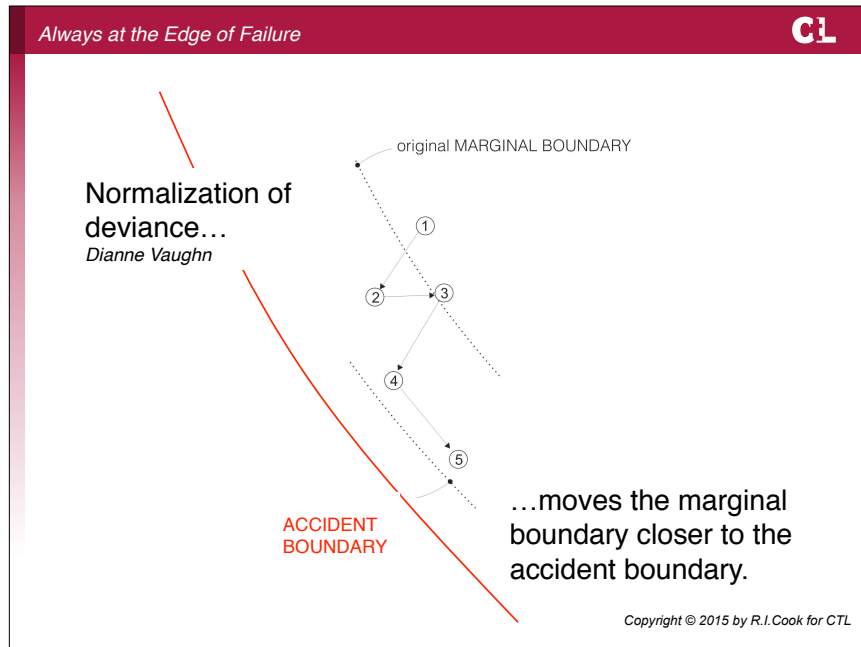 Always at the Edge of Failure
CL
original MARGINAL BOUNDARY
Normalization of
deviance…
Dianne Vaughn
1
2
3
4
5
ACCIDENT
BOUNDARY
…moves the marginal
boundary closer to the
accident boundary.
Copyright © 2015 by R.I.Cook for CTL